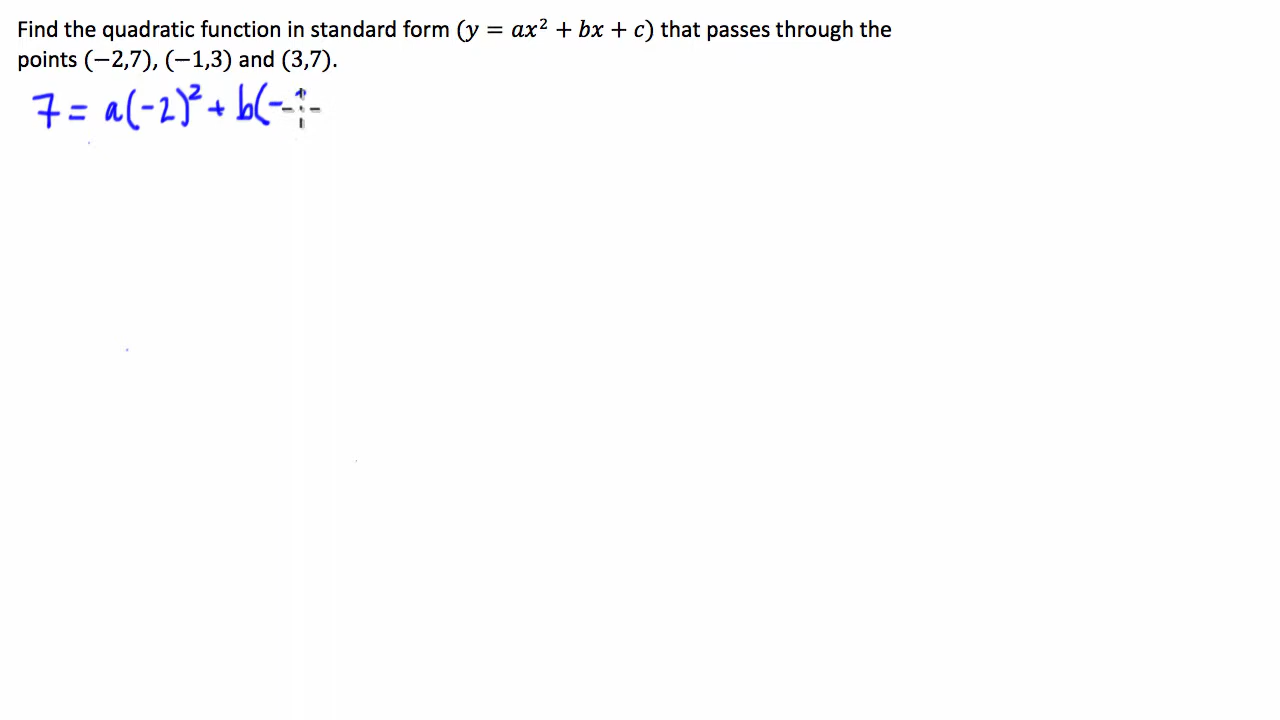 Find the quadratic function in standard form (𝑦 = 𝑎𝑥² + 𝑏𝑥 + 𝑐) that passes through the
points (−2,7), (−1,3) and (3,7).
7 = a(-2)² + b(-